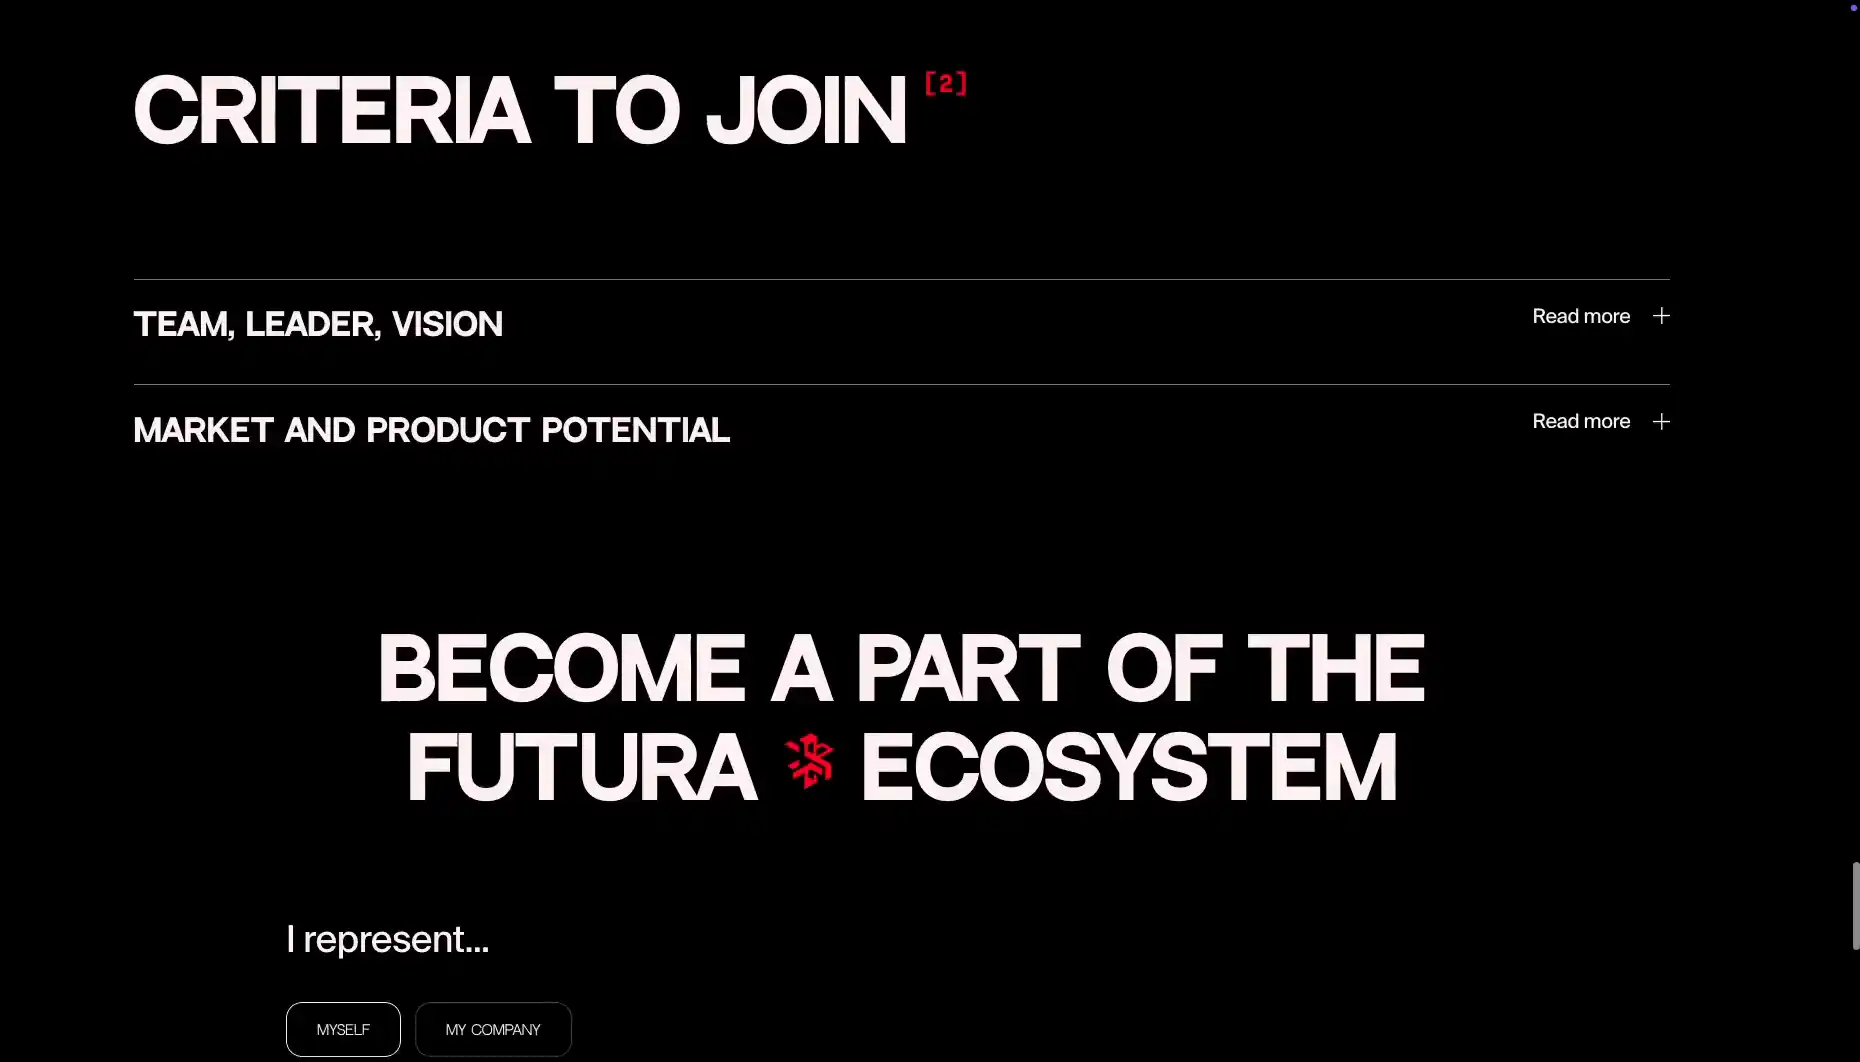 CRITERIA TO JOIN [2]
TEAM, LEADER, VISION
Read more
MARKET AND PRODUCT POTENTIAL
Read more
BECOME A PART OF THE
FUTURA ECOSYSTEM
I represent...
MYSELF
MY COMPANY